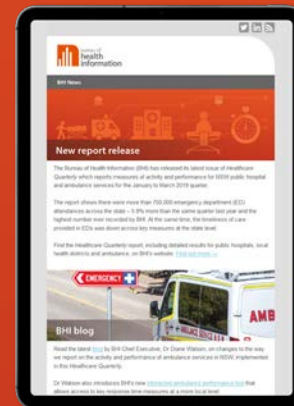 bureau of
health
information
BHI News
New report release
The Bureau of Health Information (BHI) has released its latest issue of Healthcare
Quarterly which reports measures of activity and performance for NSW public hospital
and ambulance services for the January to March 2019 quarter.
The report shows there were more than 750,000 emergency department (ED)
attendances across the state – 5.9% more than the same quarter last year and the
highest number ever recorded by BHI. At the same time, the timeliness of care
provided in EDs was down across key measures at the state level.
Find the Healthcare Quarterly report, including detailed results for public hospitals, local
health districts and ambulance, on BHI's website. Find out more
EMERGENCY
AMB
AMBULANCE SERVICE OF N
BHI blog
Read the latest blog by BHI Chief Executive, Dr Diane Watson, on changes to the way
we report on the activity and performance of ambulance services in NSW, implemented
in this Healthcare Quarterly.
Dr Watson also introduces BHI's new interactive ambulance performance tool that
allows access to key response time measures at a more local level.